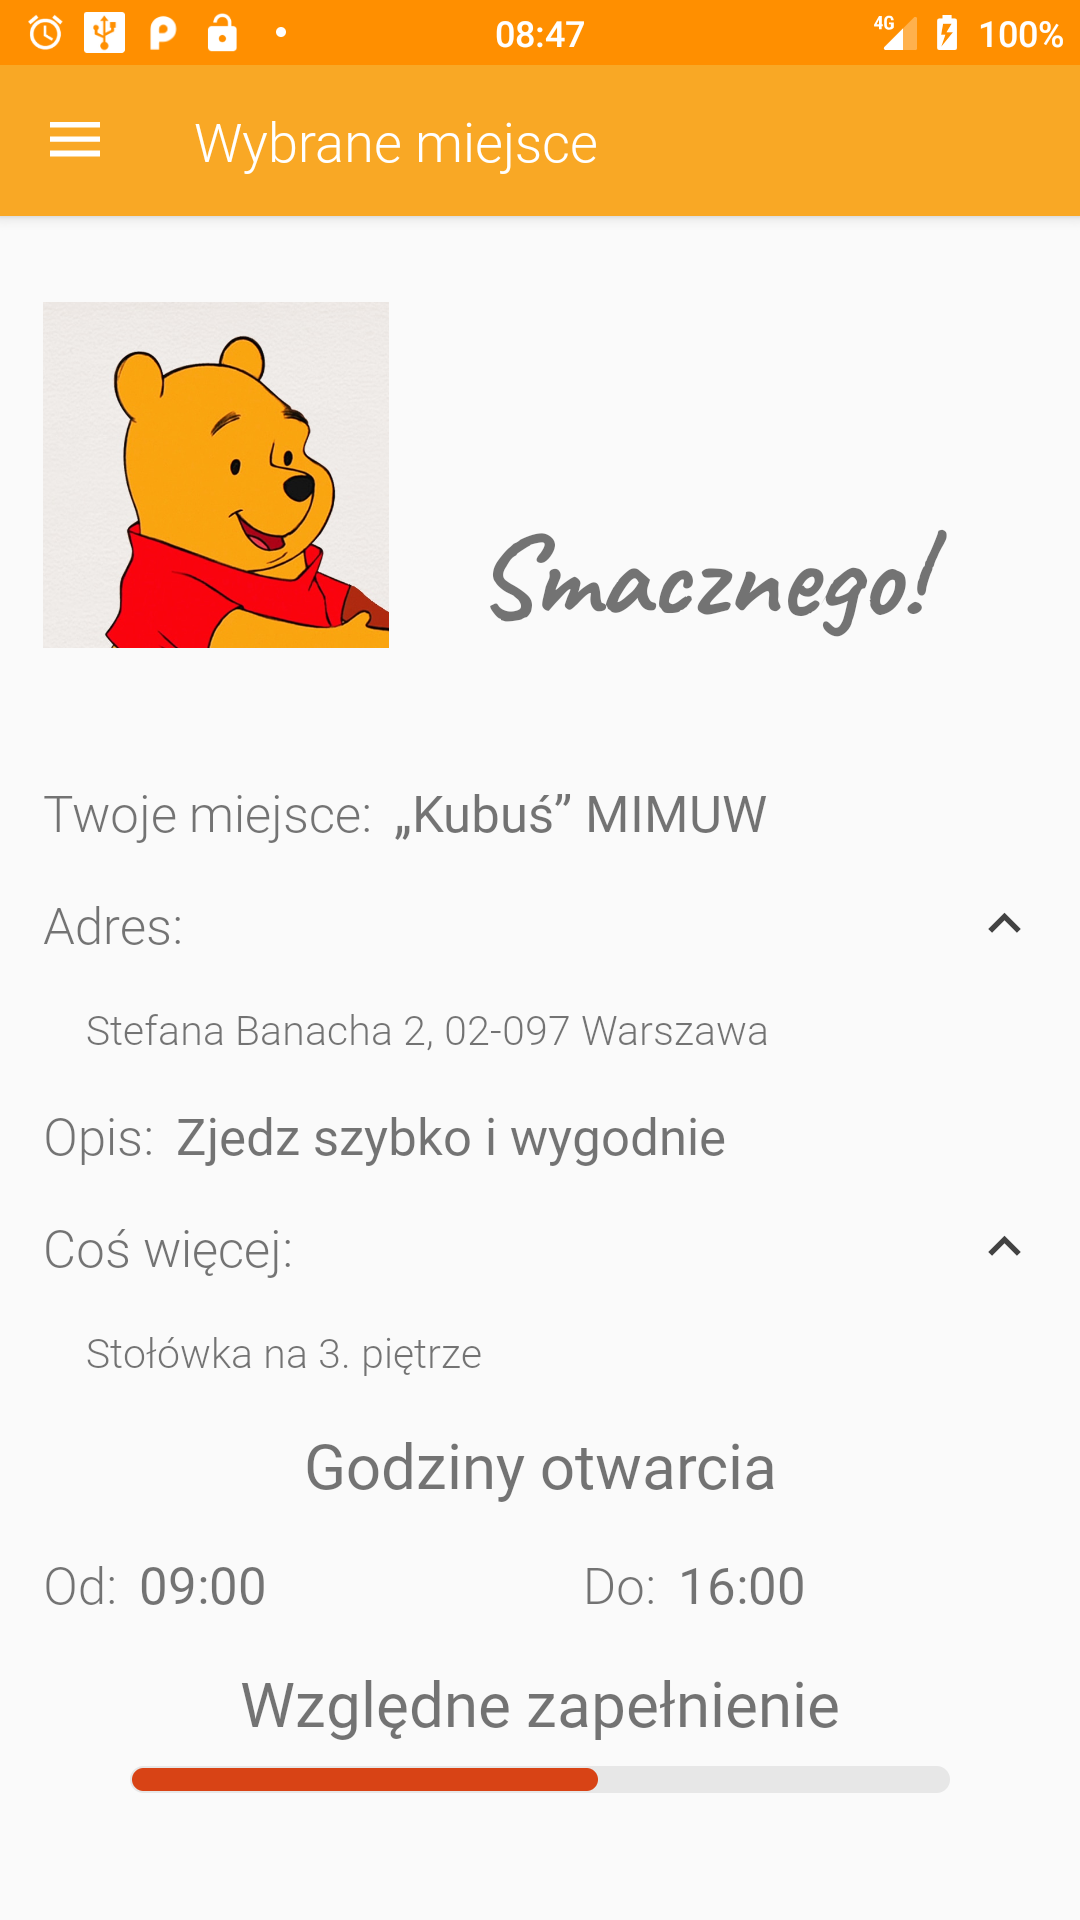 08:47 4G 100%
Wybrane miejsce
Smacznego!
Twoje miejsce: „Kubuś” MIMUW
Adres:
Stefana Banacha 2, 02-097 Warszawa
Opis: Zjedz szybko i wygodnie
Coś więcej:
Stołówka na 3. piętrze
Godziny otwarcia
Od: 09:00 Do: 16:00
Względne zapełnienie